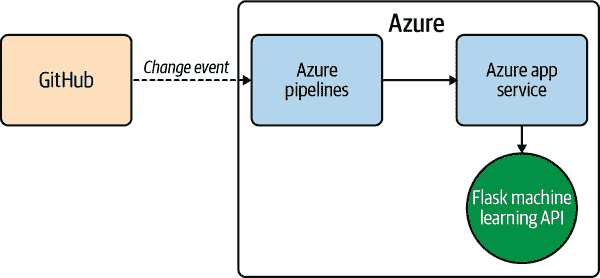 Azure
GitHub
Change event
Azure
pipelines
Azure app
service
Flask machine
learning API